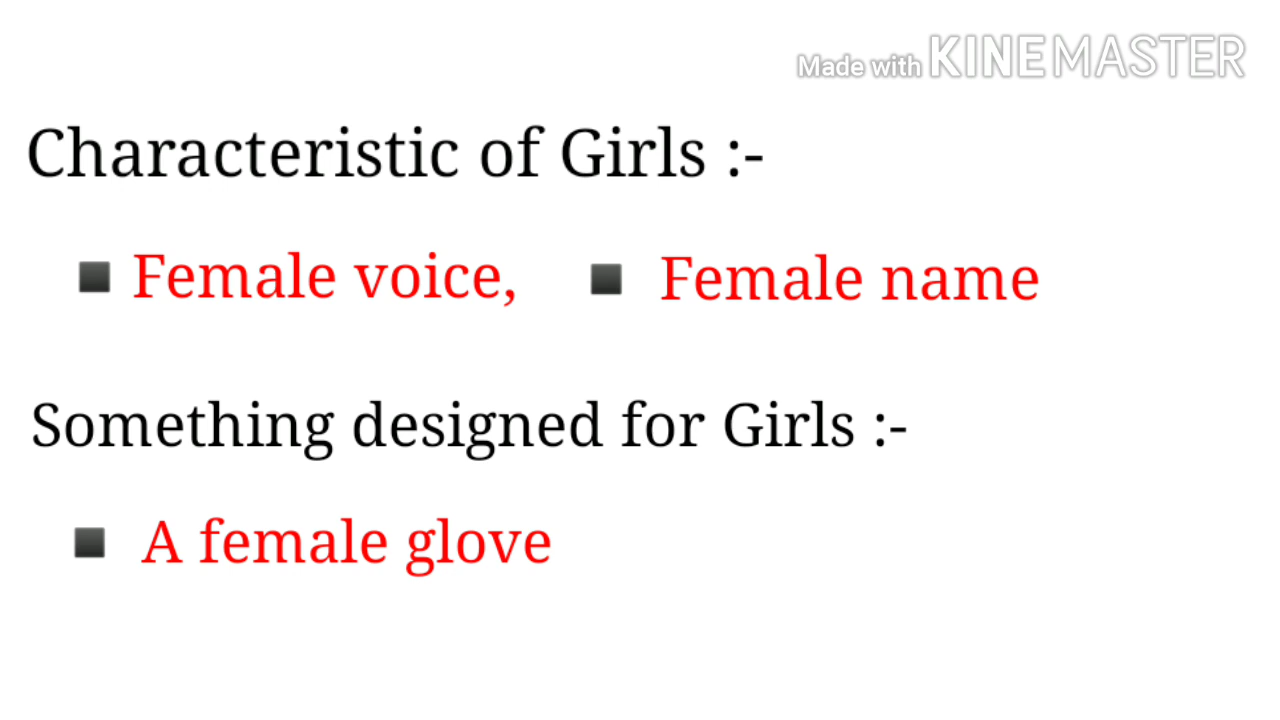 Made with KINEMASTER
Characteristic of Girls :-
▪ Female voice, ▪ Female name
Something designed for Girls :-
▪ A female glove